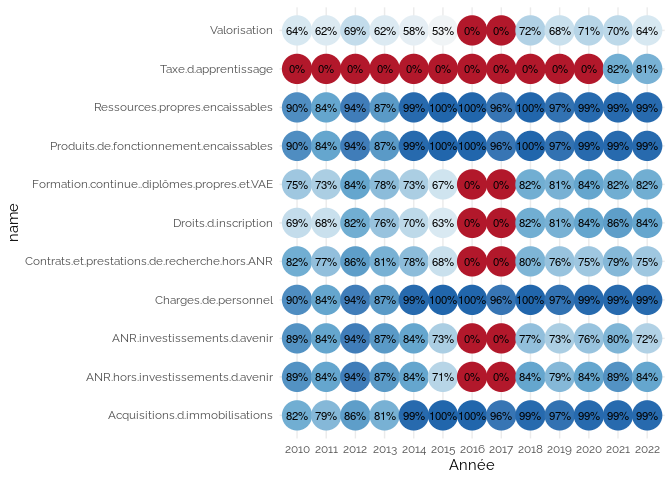 Valorisation 64% 62% 69% 62% 58% 53% 0% 0% 72% 68% 71% 70% 64%
Taxe.d.apprentissage 0% 0% 0% 0% 0% 0% 0% 0% 0% 0% 0% 82% 81%
Ressources.propres.encaissables 90% 84% 94% 87% 99% 100% 100% 96% 100% 97% 99% 99% 99%
Produits.de.fonctionnement.encaissables 90% 84% 94% 87% 99% 100% 100% 96% 100% 97% 99% 99% 99%
Formation.continue..diplômes.propres.et.VAE 75% 73% 84% 78% 73% 67% 0% 0% 82% 81% 84% 82% 82%
Droits.d.inscription 69% 68% 82% 76% 70% 63% 0% 0% 82% 81% 84% 86% 84%
Contrats.et.prestations.de.recherche.hors.ANR 82% 77% 86% 81% 78% 68% 0% 0% 80% 76% 75% 79% 75%
Charges.de.personnel 90% 84% 94% 87% 99% 100% 100% 96% 100% 97% 99% 99% 99%
ANR.investissements.d.avenir 89% 84% 94% 87% 84% 73% 0% 0% 77% 73% 76% 80% 72%
ANR.hors.investissements.d.avenir 89% 84% 94% 87% 84% 71% 0% 0% 84% 79% 84% 89% 84%
Acquisitions.d.immobilisations 82% 79% 86% 81% 99% 100% 100% 96% 99% 97% 99% 99% 99%
2010 2011 2012 2013 2014 2015 2016 2017 2018 2019 2020 2021 2022
Année
name